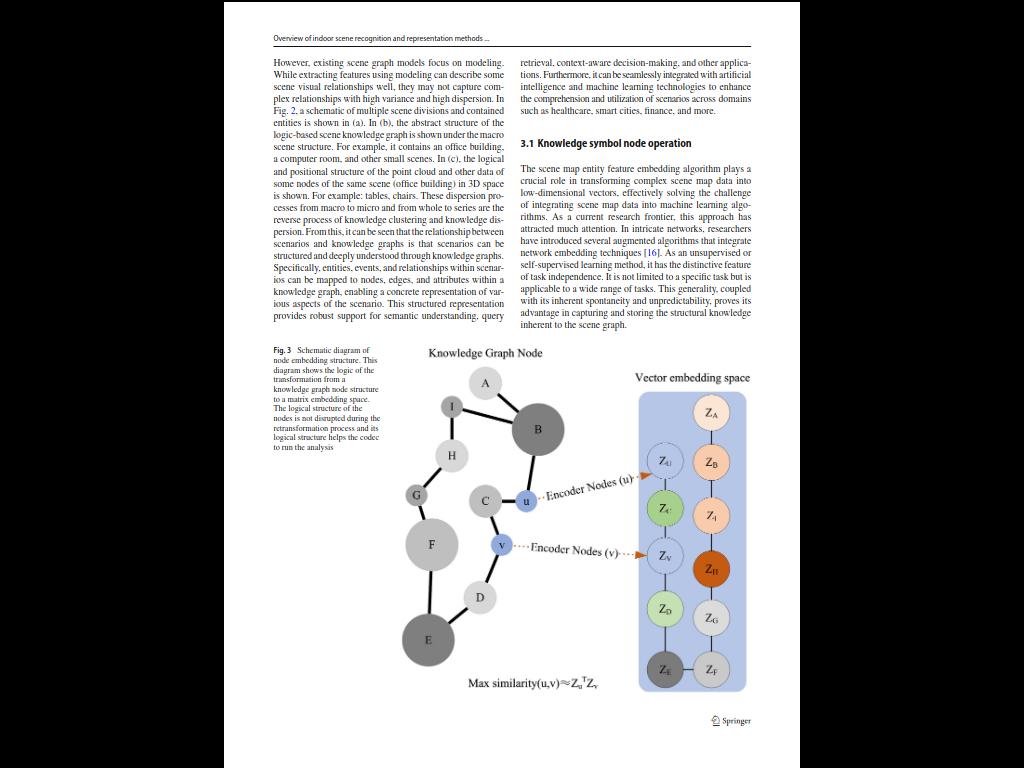 Overview of indoor scene recognition and representation methods ...
However, existing scene graph models focus on modeling.
While extracting features using modeling can describe some
scene visual relationships well, they may not capture com-
plex relationships with high variance and high dispersion. In
Fig. 2, a schematic of multiple scene divisions and contained
entities is shown in (a). In (b), the abstract structure of the
logic-based scene knowledge graph is shown under the macro
scene structure. For example, it contains an office building,
a computer room, and other small scenes. In (c), the logical
and positional structure of the point cloud and other data of
some nodes of the same scene (office building) in 3D space
is shown. For example: tables, chairs. These dispersion pro-
cesses from macro to micro and from whole to series are the
reverse process of knowledge clustering and knowledge dis-
persion. From this, it can be seen that the relationship between
scenarios and knowledge graphs is that scenarios can be
structured and deeply understood through knowledge graphs.
Specifically, entities, events, and relationships within scenar-
ios can be mapped to nodes, edges, and attributes within a
knowledge graph, enabling a concrete representation of var-
ious aspects of the scenario. This structured representation
provides robust support for semantic understanding, query
retrieval, context-aware decision-making, and other applica-
tions. Furthermore, it can be seamlessly integrated with artificial
intelligence and machine learning technologies to enhance
the comprehension and utilization of scenarios across domains
such as healthcare, smart cities, finance, and more.
3.1 Knowledge symbol node operation
The scene map entity feature embedding algorithm plays a
crucial role in transforming complex scene map data into
low-dimensional vectors, effectively solving the challenge
of integrating scene map data into machine learning algo-
rithms. As a current research frontier, this approach has
attracted much attention. In intricate networks, researchers
have introduced several augmented algorithms that integrate
network embedding techniques [16]. As an unsupervised or
self-supervised learning method, it has the distinctive feature
of task independence. It is not limited to a specific task but is
applicable to a wide range of tasks. This generality, coupled
with its inherent spontaneity and unpredictability, proves its
advantage in capturing and storing the structural knowledge
inherent to the scene graph.
Fig. 3 Schematic diagram of
node embedding structure. This
diagram shows the logic of the
transformation from a
knowledge graph node structure
to a matrix embedding space.
The logical structure of the
nodes is not disrupted during the
retransformation process and its
logical structure helps the codec
to run the analysis
Knowledge Graph Node
A
I
B
H
G
C
u
F
v
D
E
Encoder Nodes (u)
Encoder Nodes (v)
Max similarity(u,v)≈Z_u^T Z_v
Vector embedding space
Z_A
Z_U
Z_B
Z_C
Z_I
Z_V
Z_H
Z_D
Z_G
Z_E
Z_F
Springer